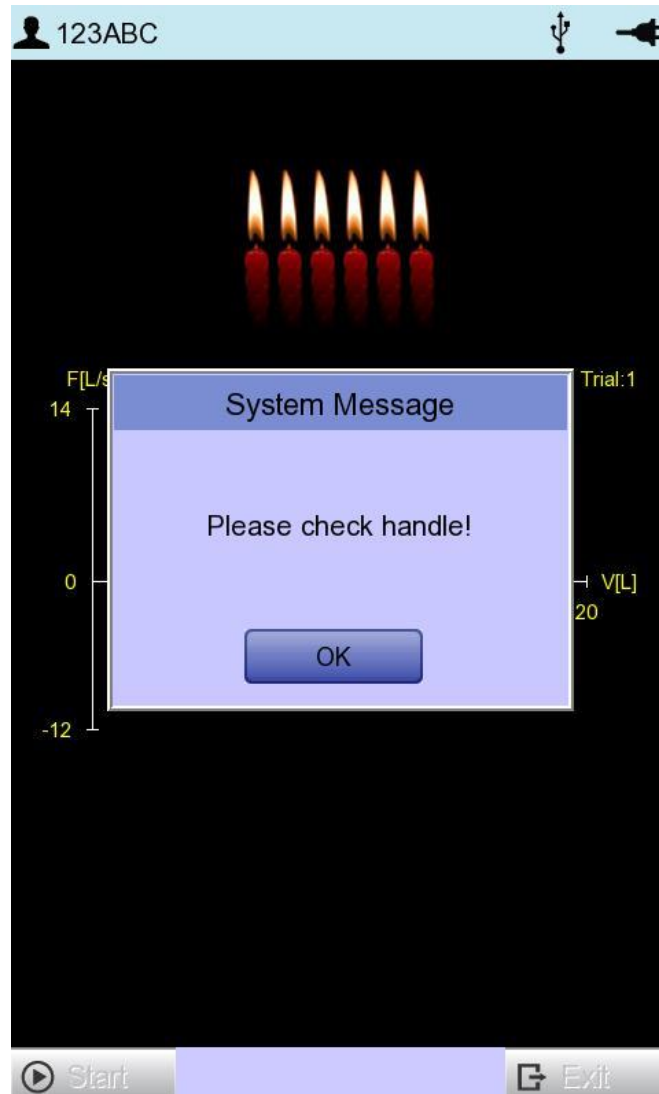 123ABC
F[L/s
Trial:1
14
System Message
Please check handle!
0
V[L]
20
OK
-12
Start
Exit